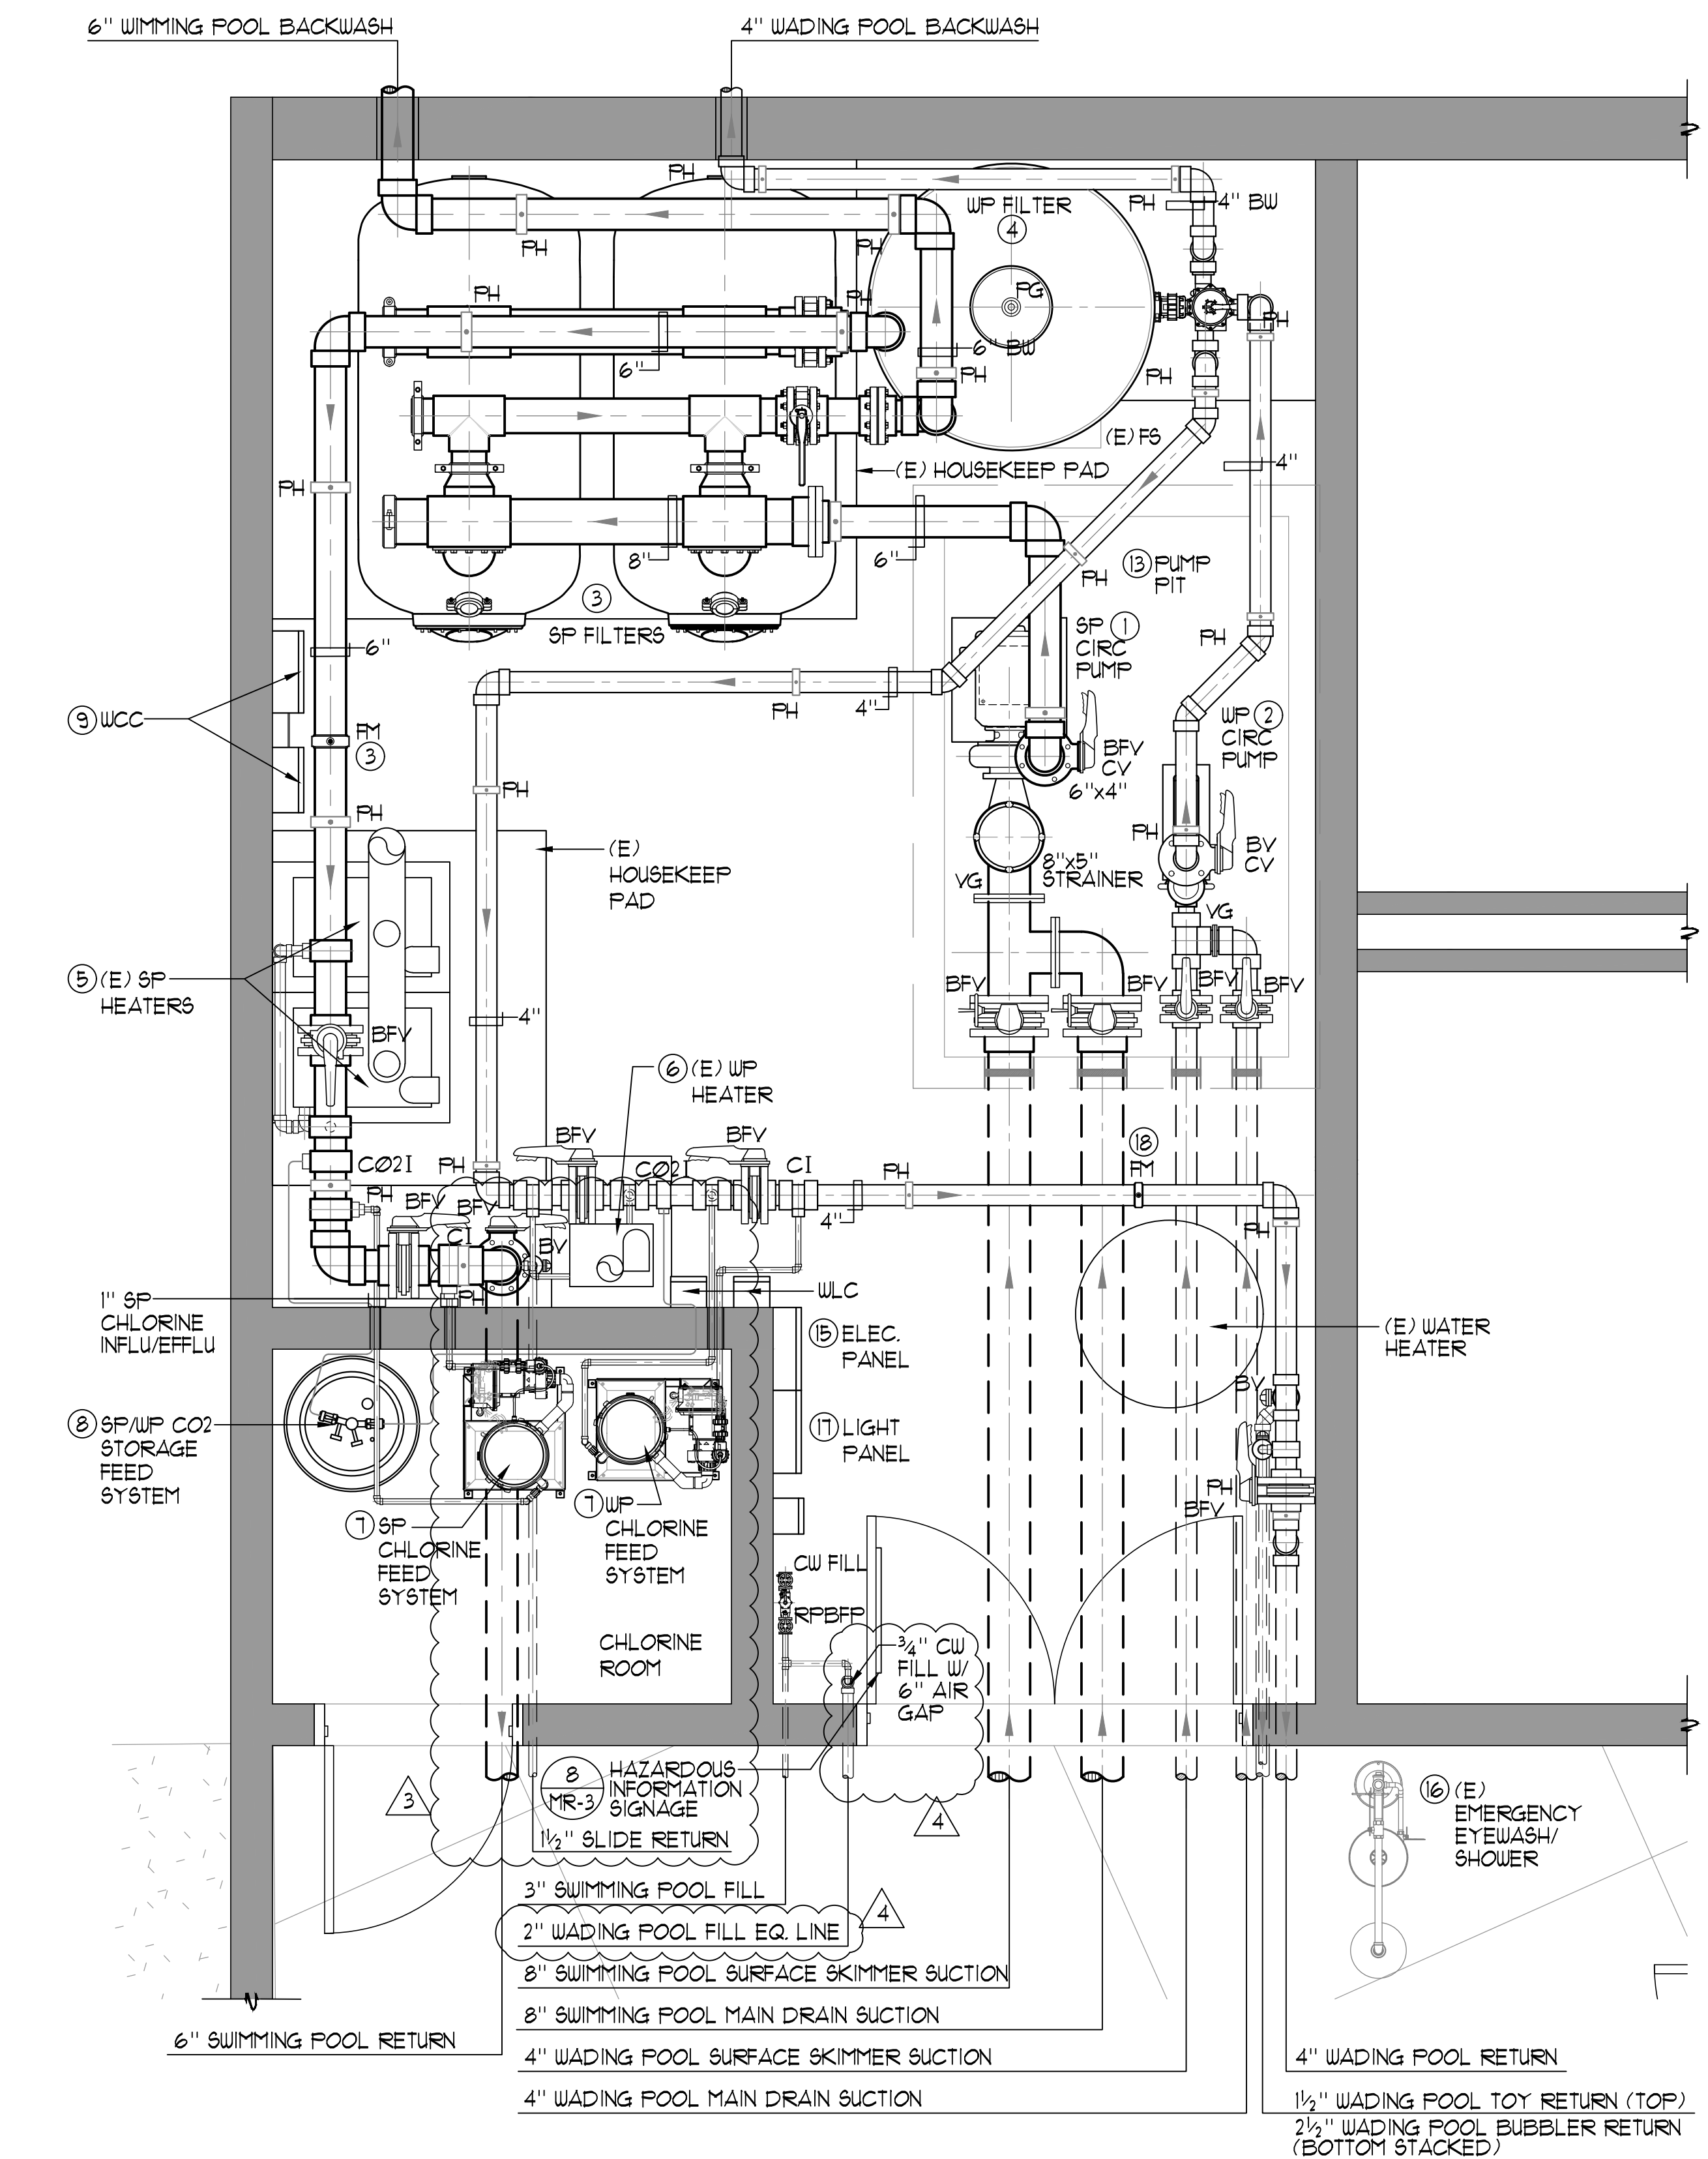 6" WIMMING POOL BACKWASH
4" WADING POOL BACKWASH
PH
WP FILTER
4
PH
4" BW
PH
PH
PG
PH
PH
PH
6"
6" BW
PH
PH
(E) FS
(E) HOUSEKEEP PAD
4"
PH
8"
6"
PH
13 PUMP
PIT
3
SP FILTERS
SP 1
CIRC
PUMP
PH
6"
PH
4"
9 WCC
FM
3
WP 2
CIRC
PUMP
BFV
CV
6"x4"
PH
PH
PH
BV
CV
(E)
HOUSEKEEP
PAD
8"x5"
STRAINER
VG
VG
5 (E) SP
HEATERS
BFV
BFV
BFV
BFV
4"
BFV
6 (E) WP
HEATER
BFV
BFV
18
FM
CØ2I
PH
CØ2I
CI
PH
PH
BFV
BFV
4"
PH
CI
BV
PH
1" SP
CHLORINE
INFLU/EFFLU
WLC
15 ELEC.
PANEL
(E) WATER
HEATER
BV
8 SP/WP CO2
STORAGE
FEED
SYSTEM
17 LIGHT
PANEL
PH
BFV
7 SP
CHLORINE
FEED
SYSTEM
7 WP
CHLORINE
FEED
SYSTEM
CW FILL
RPBFP
CHLORINE
ROOM
3/4" CW
FILL W/
6" AIR
GAP
8
MR-3
HAZARDOUS
INFORMATION
SIGNAGE
3
4
16 (E)
EMERGENCY
EYEWASH/
SHOWER
1½" SLIDE RETURN
3" SWIMMING POOL FILL
4
2" WADING POOL FILL EQ. LINE
8" SWIMMING POOL SURFACE SKIMMER SUCTION
8" SWIMMING POOL MAIN DRAIN SUCTION
6" SWIMMING POOL RETURN
4" WADING POOL SURFACE SKIMMER SUCTION
4" WADING POOL RETURN
4" WADING POOL MAIN DRAIN SUCTION
1½" WADING POOL TOY RETURN (TOP)
2½" WADING POOL BUBBLER RETURN
(BOTTOM STACKED)